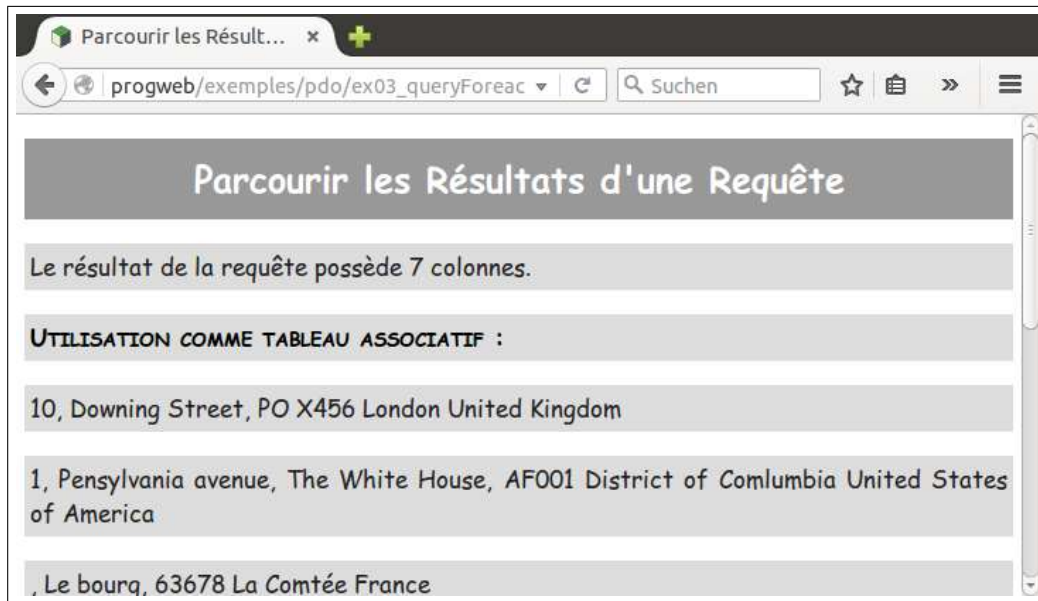 Parcourir les Résult...
progweb/exemples/pdo/ex03_queryForeac
Suchen
Parcourir les Résultats d'une Requête
Le résultat de la requête possède 7 colonnes.
UTILISATION COMME TABLEAU ASSOCIATIF :
10, Downing Street, PO X456 London United Kingdom
1, Pensylvania avenue, The White House, AF001 District of Comlumbia United States
of America
, Le bourg, 63678 La Comtée France